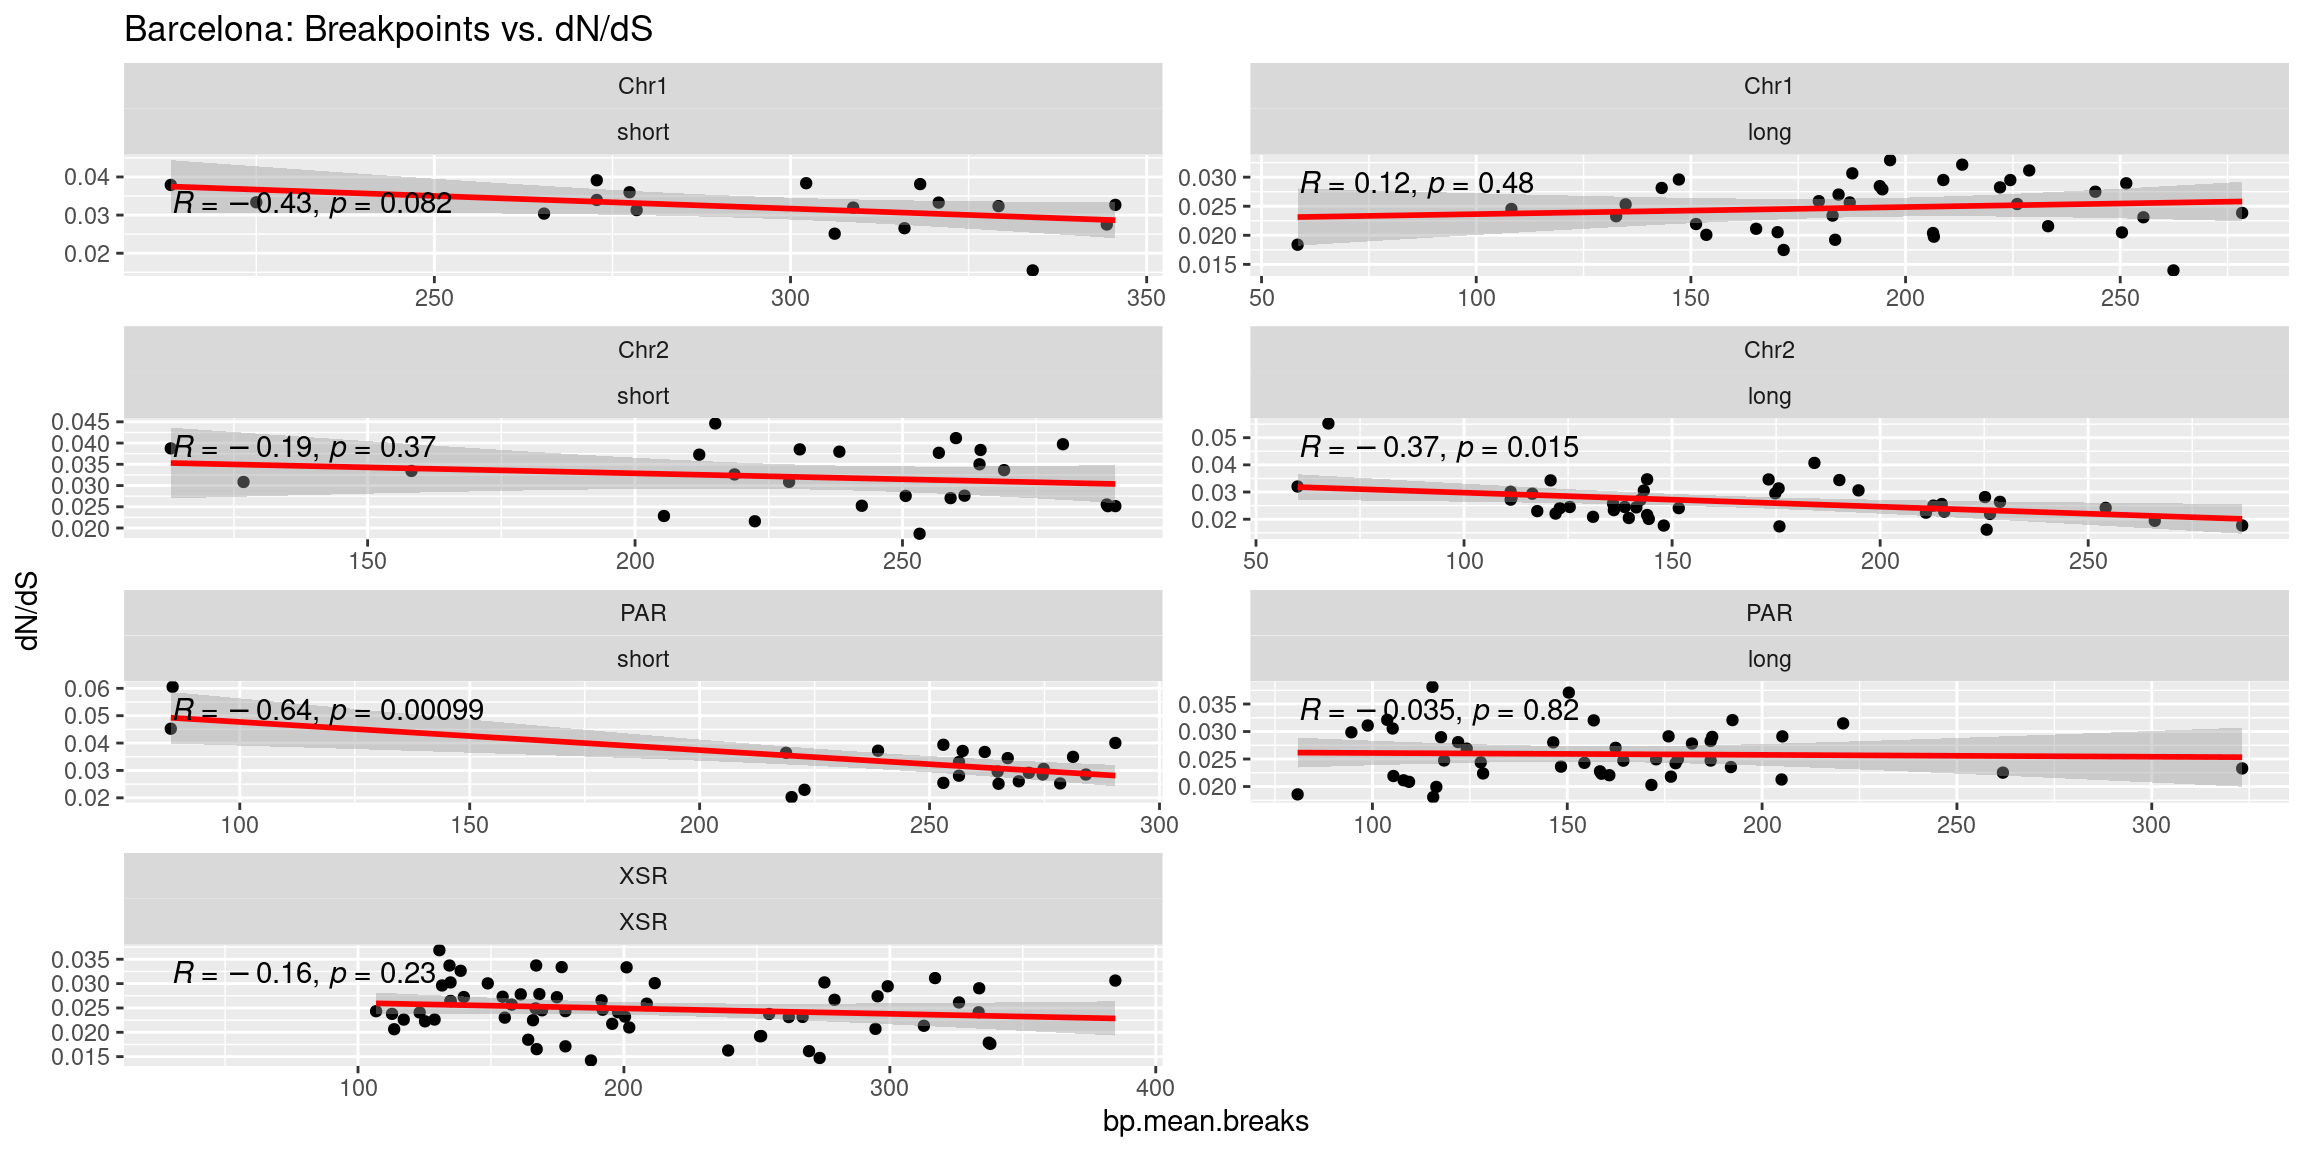 Barcelona: Breakpoints vs. dN/dS
Chr1
short
0.04
0.03
0.02
R = −0.43, p = 0.082
250
300
350
Chr1
long
0.030
0.025
0.020
0.015
R = 0.12, p = 0.48
50
100
150
200
250
Chr2
short
0.045
0.040
0.035
0.030
0.025
0.020
R = −0.19, p = 0.37
150
200
250
Chr2
long
0.05
0.04
0.03
0.02
R = −0.37, p = 0.015
50
100
150
200
250
dN/dS
PAR
short
0.06
0.05
0.04
0.03
0.02
R = −0.64, p = 0.00099
100
150
200
250
300
PAR
long
0.035
0.030
0.025
0.020
R = −0.035, p = 0.82
100
150
200
250
300
XSR
XSR
0.035
0.030
0.025
0.020
0.015
R = −0.16, p = 0.23
100
200
300
400
bp.mean.breaks